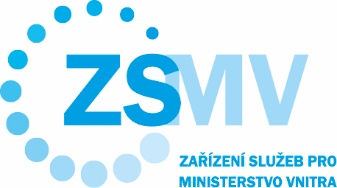 ZSMV
ZAŘÍZENÍ SLUŽEB PRO
MINISTERSTVO VNITRA